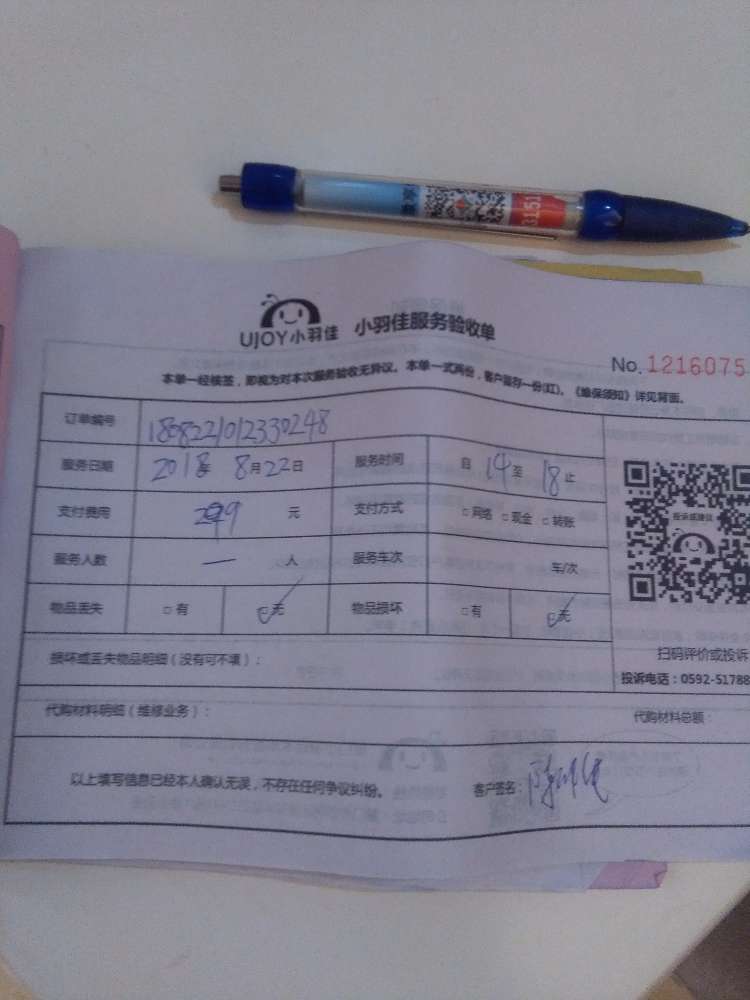 3151
UJOY小羽佳 小羽佳服务验收单
No. 1216075
本单一经核签，即视为对本次服务验收无异议。本单一式两份，客户留存一份(红)。《维保须知》详见背面。
订单编号 1808221012330248
服务日期 2018年 8月22日 服务时间 自 14 至 18 止
支付费用 299 元 支付方式 □网络 □现金 □转账
投诉或建议
服务人数 一 人 服务车次 车/次
物品丢失 □有 ☑无 物品损坏 □有 ☑无
扫码评价或投诉
损坏或丢失物品明细（没有可不填）：
投诉电话：0592-51788
代购材料明细（维修业务）： 代购材料总额：
以上填写信息已经本人确认无误，不存在任何争议纠纷。 客户签名：